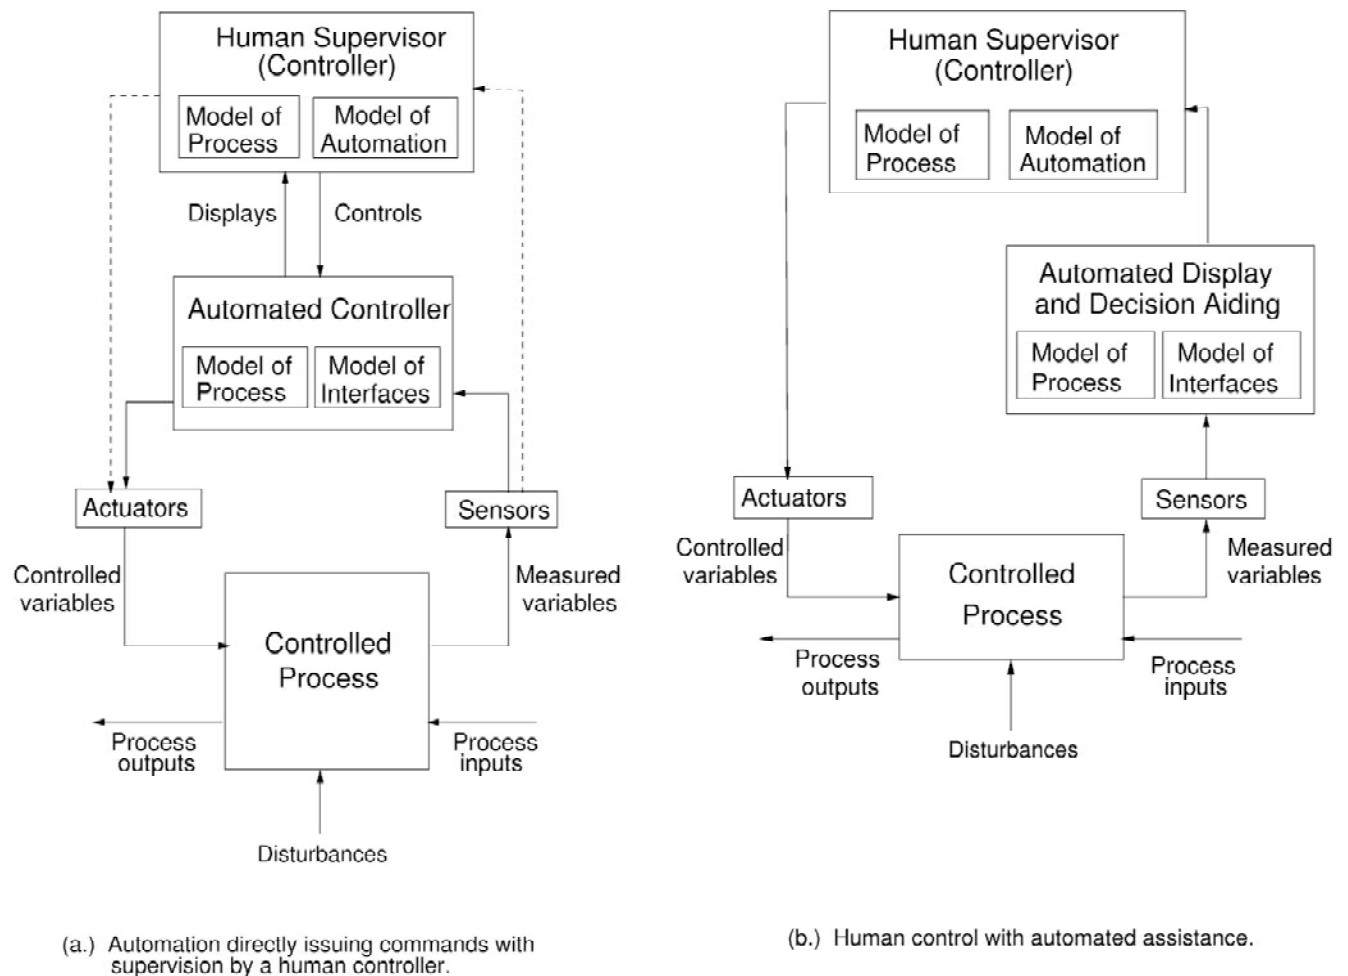 Human Supervisor
(Controller)
Model of
Process
Model of
Automation
Displays
Controls
Automated Controller
Model of
Process
Model of
Interfaces
Actuators
Sensors
Controlled
variables
Measured
variables
Controlled
Process
Process
outputs
Process
inputs
Disturbances
(a.) Automation directly issuing commands with
supervision by a human controller.
Human Supervisor
(Controller)
Model of
Process
Model of
Automation
Automated Display
and Decision Aiding
Model of
Process
Model of
Interfaces
Actuators
Sensors
Controlled
variables
Measured
variables
Controlled
Process
Process
outputs
Process
inputs
Disturbances
(b.) Human control with automated assistance.